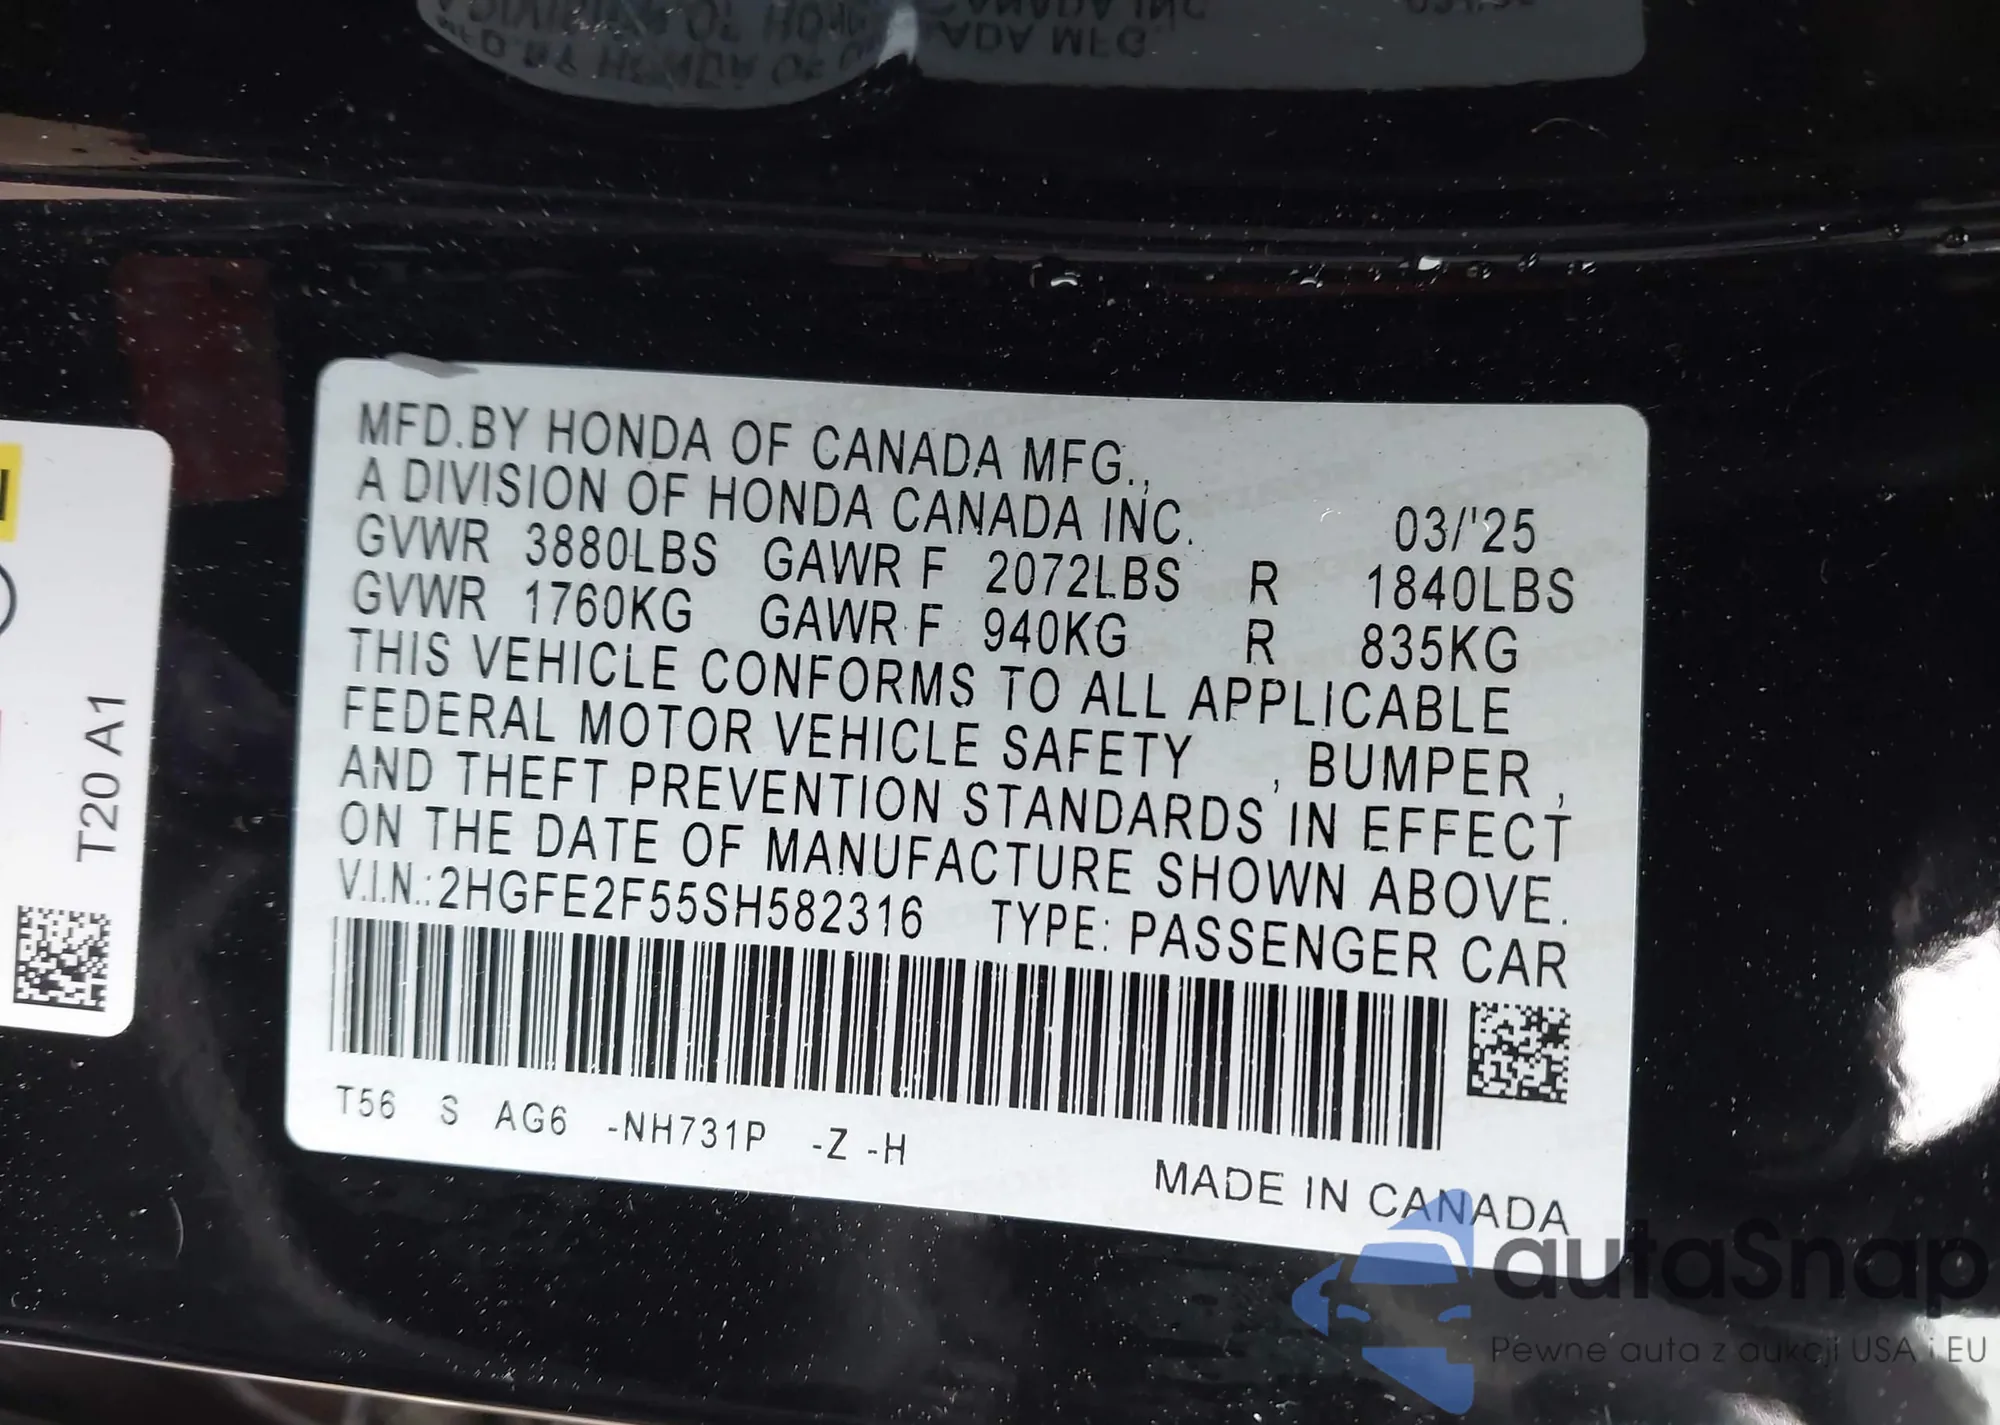 MFD.BY HONDA OF CANADA MFG.,
A DIVISION OF HONDA CANADA INC. 03/'25
GVWR 3880LBS GAWR F 2072LBS R 1840LBS
GVWR 1760KG GAWR F 940KG R 835KG
THIS VEHICLE CONFORMS TO ALL APPLICABLE
FEDERAL MOTOR VEHICLE SAFETY , BUMPER ,
AND THEFT PREVENTION STANDARDS IN EFFECT
ON THE DATE OF MANUFACTURE SHOWN ABOVE.
V.I.N.:2HGFE2F55SH582316 TYPE: PASSENGER CAR
T56 S AG6 -NH731P -Z -H
MADE IN CANADA
T20 A1
autaSnap
Pewne auta z aukcji USA i EU